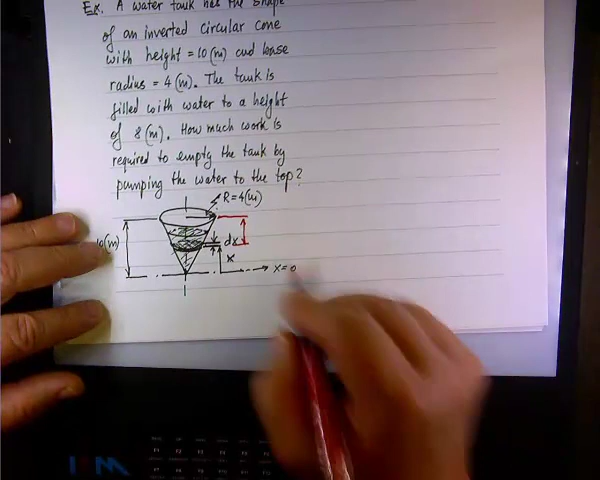 Ex. A water tank has the shape
of an inverted circular cone
with height = 10 (m) and base
radius = 4 (m). The tank is
filled with water to a height
of 8 (m). How much work is
required to empty the tank by
pumping the water to the top?
R = 4(m)
10(m)
dx
x
x=0
IBM